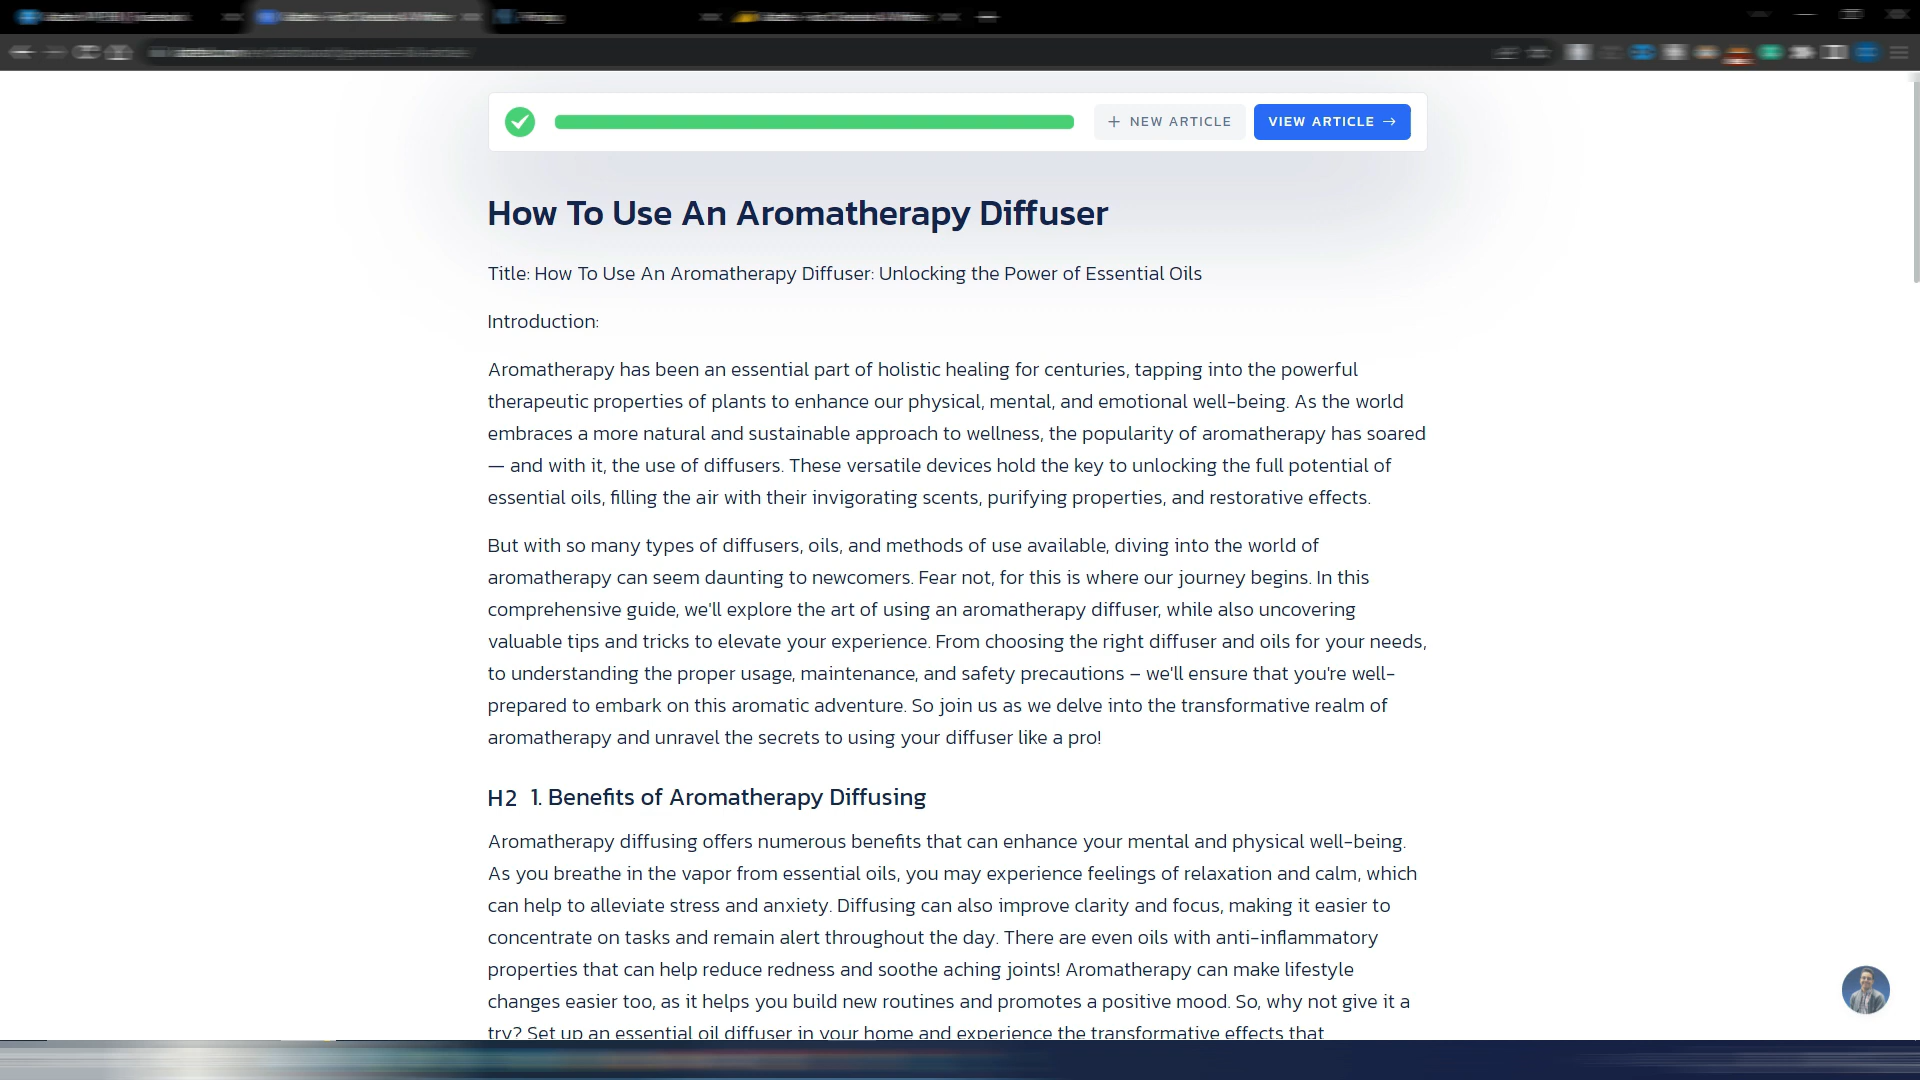 NEW ARTICLE
VIEW ARTICLE →
How To Use An Aromatherapy Diffuser
Title: How To Use An Aromatherapy Diffuser: Unlocking the Power of Essential Oils
Introduction:
Aromatherapy has been an essential part of holistic healing for centuries, tapping into the powerful
therapeutic properties of plants to enhance our physical, mental, and emotional well-being. As the world
embraces a more natural and sustainable approach to wellness, the popularity of aromatherapy has soared
— and with it, the use of diffusers. These versatile devices hold the key to unlocking the full potential of
essential oils, filling the air with their invigorating scents, purifying properties, and restorative effects.
But with so many types of diffusers, oils, and methods of use available, diving into the world of
aromatherapy can seem daunting to newcomers. Fear not, for this is where our journey begins. In this
comprehensive guide, we'll explore the art of using an aromatherapy diffuser, while also uncovering
valuable tips and tricks to elevate your experience. From choosing the right diffuser and oils for your needs,
to understanding the proper usage, maintenance, and safety precautions – we'll ensure that you're well-
prepared to embark on this aromatic adventure. So join us as we delve into the transformative realm of
aromatherapy and unravel the secrets to using your diffuser like a pro!
H2 1. Benefits of Aromatherapy Diffusing
Aromatherapy diffusing offers numerous benefits that can enhance your mental and physical well-being.
As you breathe in the vapor from essential oils, you may experience feelings of relaxation and calm, which
can help to alleviate stress and anxiety. Diffusing can also improve clarity and focus, making it easier to
concentrate on tasks and remain alert throughout the day. There are even oils with anti-inflammatory
properties that can help reduce redness and soothe aching joints! Aromatherapy can make lifestyle
changes easier too, as it helps you build new routines and promotes a positive mood. So, why not give it a
try? Set up an essential oil diffuser in your home and experience the transformative effects that